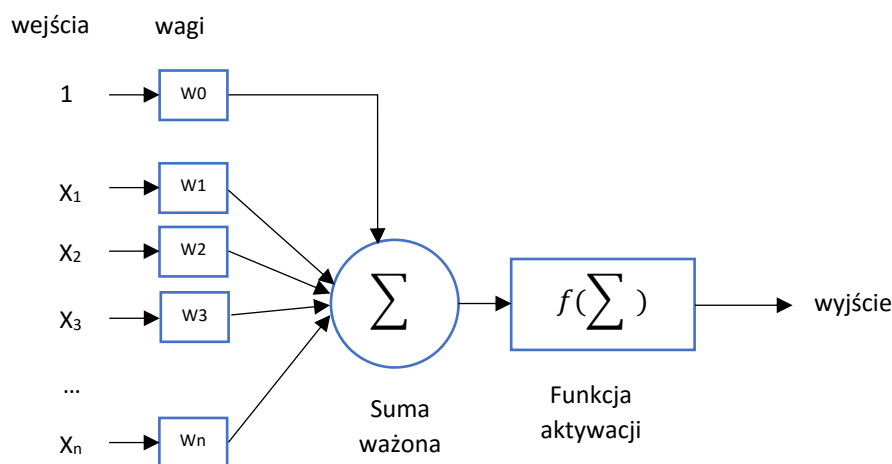 wejścia wagi
1 W0
X₁ W1
X₂ W2
X₃ W3
∑ f(∑ ) wyjście
...
Suma
ważona
Funkcja
aktywacji
Xₙ Wn